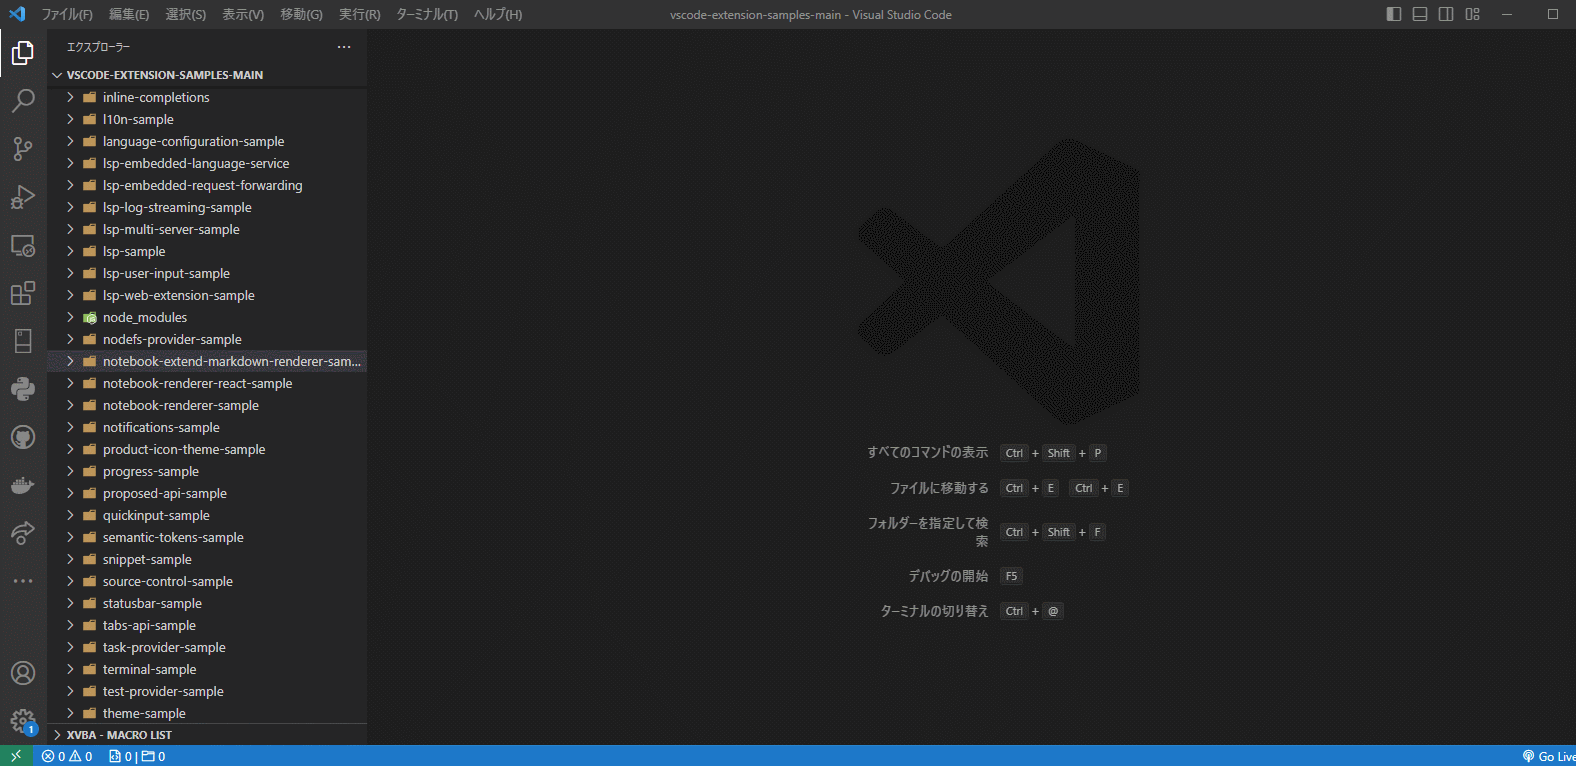 ファイル(F) 編集(E) 選択(S) 表示(V) 移動(G) 実行(R) ターミナル(T) ヘルプ(H)
vscode-extension-samples-main - Visual Studio Code
エクスプローラー
VSCODE-EXTENSION-SAMPLES-MAIN
inline-completions
l10n-sample
language-configuration-sample
lsp-embedded-language-service
lsp-embedded-request-forwarding
lsp-log-streaming-sample
lsp-multi-server-sample
lsp-sample
lsp-user-input-sample
lsp-web-extension-sample
node_modules
nodefs-provider-sample
notebook-extend-markdown-renderer-sam...
notebook-renderer-react-sample
notebook-renderer-sample
notifications-sample
product-icon-theme-sample
progress-sample
proposed-api-sample
quickinput-sample
semantic-tokens-sample
snippet-sample
source-control-sample
statusbar-sample
tabs-api-sample
task-provider-sample
terminal-sample
test-provider-sample
theme-sample
XVBA - MACRO LIST
すべてのコマンドの表示 Ctrl + Shift + P
ファイルに移動する Ctrl + E Ctrl + E
フォルダーを指定して検
索 Ctrl + Shift + F
デバッグの開始 F5
ターミナルの切り替え Ctrl + @
1
0 0 0 | 0
Go Live